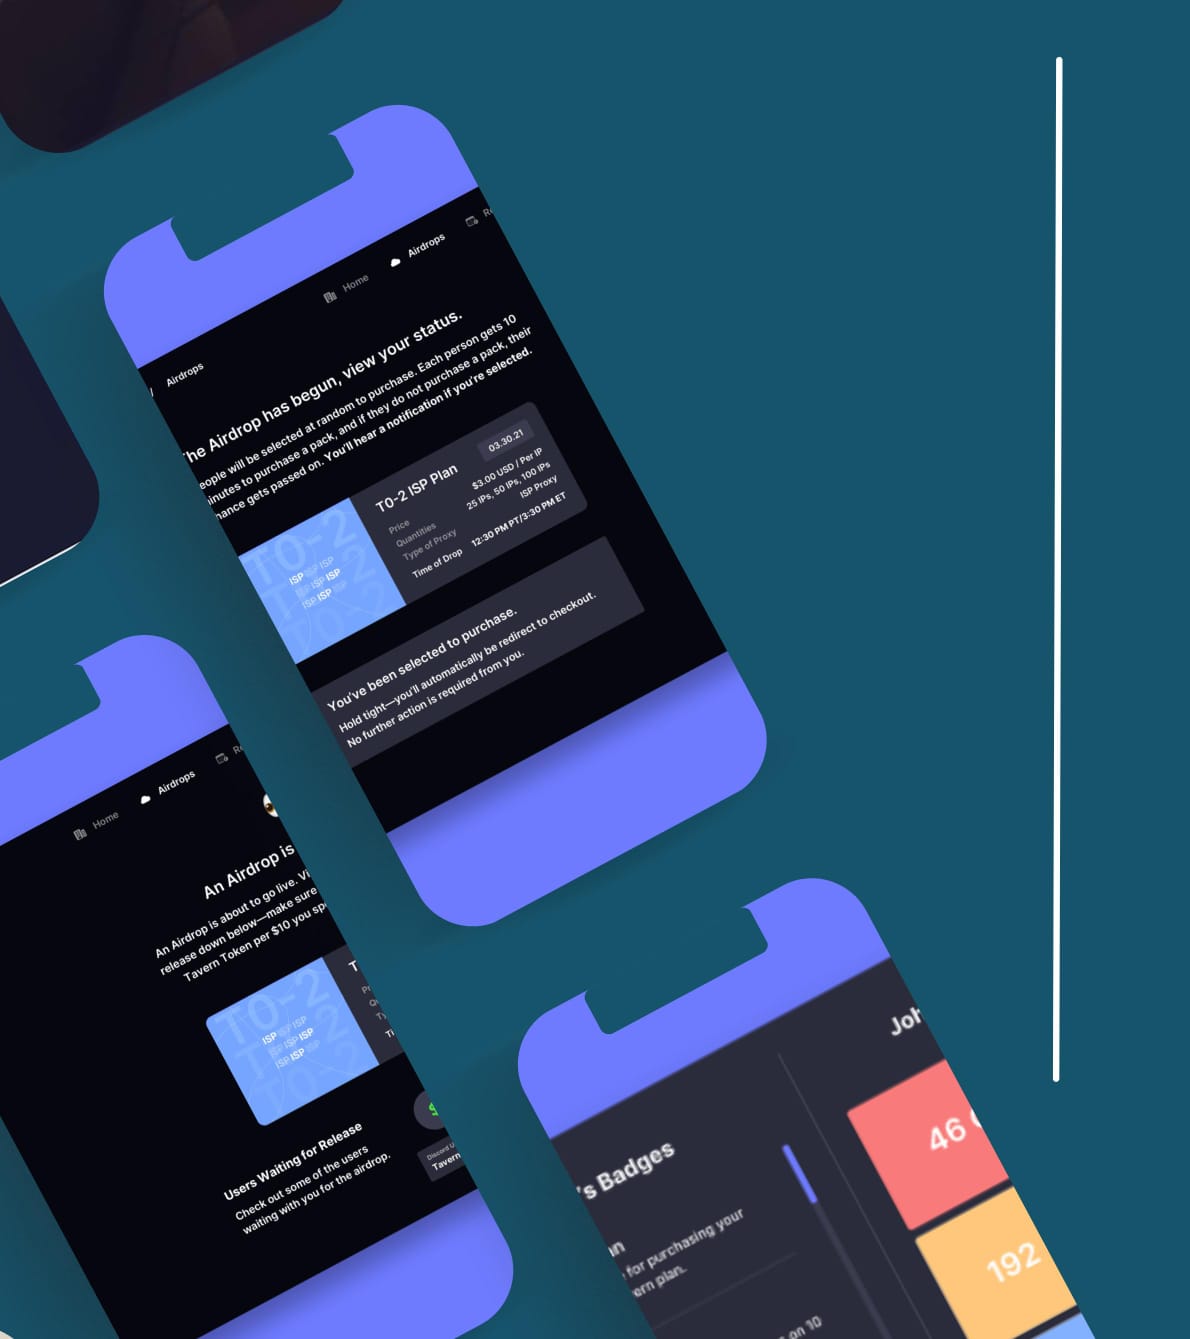 Home
Airdrops
Airdrops
The Airdrop has begun, view your status.
eople will be selected at random to purchase. Each person gets 10
inutes to purchase a pack, and if they do not purchase a pack, their
hance gets passed on. You'll hear a notification if you're selected.
T0-2
ISP ISP ISP
ISP ISP ISP
ISP ISP ISP
T0-2 ISP Plan
03.30.21
Price
$3.00 USD / Per IP
Quantities
25 IPs, 50 IPs, 100 IPs
Type of Proxy
ISP Proxy
Time of Drop
12:30 PM PT/3:30 PM ET
You've been selected to purchase.
Hold tight—you'll automatically be redirect to checkout.
No further action is required from you.
Home
Airdrops
An Airdrop is
An Airdrop is about to go live. Vi
release down below—make sure
Tavern Token per $10 you sp
T0-2
ISP ISP ISP
ISP ISP ISP
ISP ISP ISP
Users Waiting for Release
Check out some of the users
waiting with you for the airdrop.
$
Discord U
Tavern
's Badges
for purchasing your
ern plan.
on 10
Joh
46
192